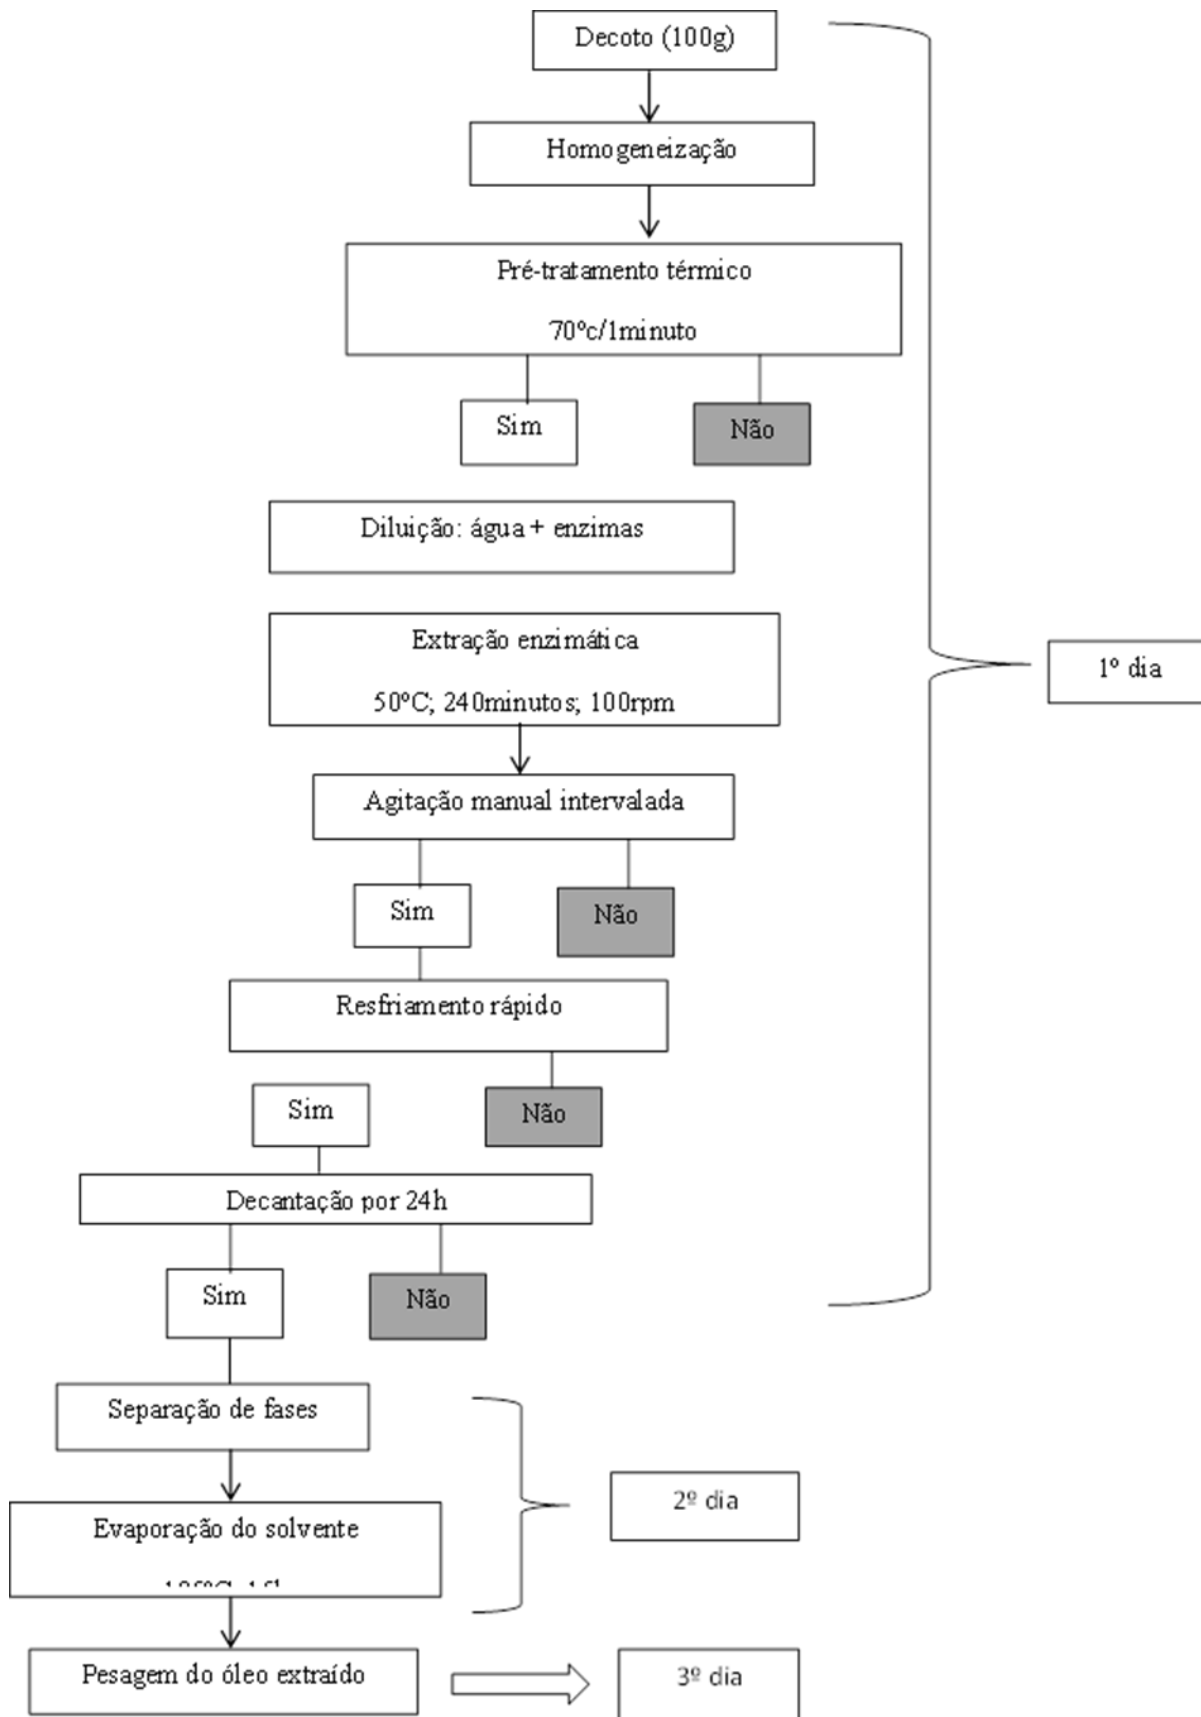 Decoto (100g)
Homogeneização
Pré-tratamento térmico
70ºc/1minuto
Sim
Não
Diluição: água + enzimas
Extração enzimática
50ºC; 240minutos; 100rpm
1º dia
Agitação manual intervalada
Sim
Não
Resfriamento rápido
Sim
Não
Decantação por 24h
Sim
Não
Separação de fases
2º dia
Evaporação do solvente
Pesagem do óleo extraído
3º dia